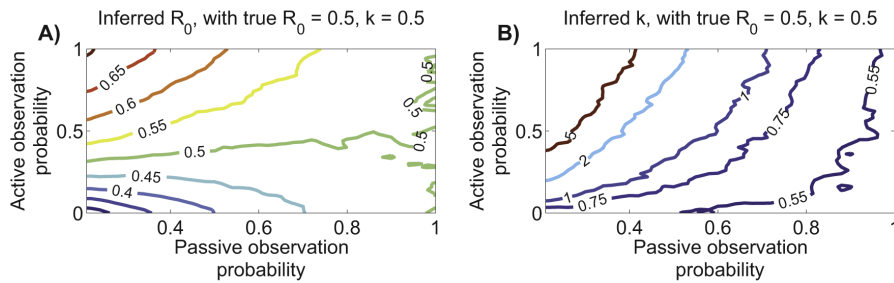 A)
Inferred R0, with true R0 = 0.5, k = 0.5
Active observation
probability
1
0.5
0
0.65
0.6
0.55
0.5
0.45
0.4
0.5
0.5
0.5
0.4
0.6
0.8
1
Passive observation
probability
B)
Inferred k, with true R0 = 0.5, k = 0.5
Active observation
probability
1
0.5
0
5
2
1
1
0.75
0.75
0.55
0.55
0.4
0.6
0.8
1
Passive observation
probability